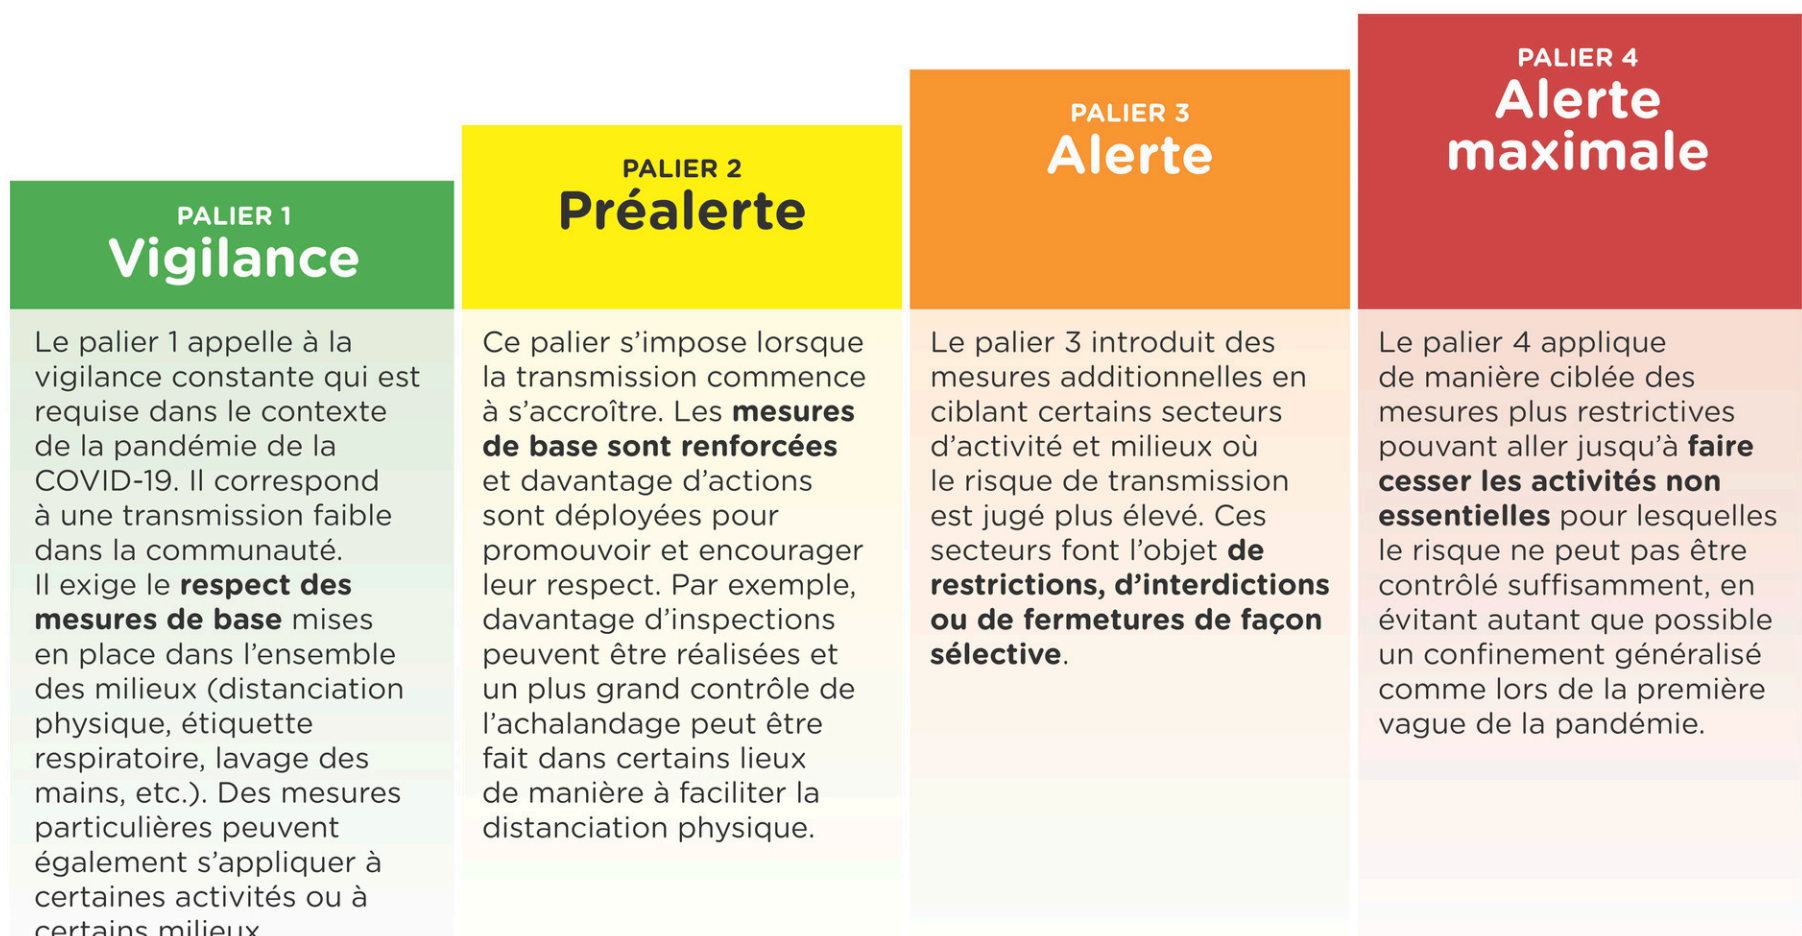 PALIER 1
Vigilance
Le palier 1 appelle à la
vigilance constante qui est
requise dans le contexte
de la pandémie de la
COVID-19. Il correspond
à une transmission faible
dans la communauté.
Il exige le respect des
mesures de base mises
en place dans l’ensemble
des milieux (distanciation
physique, étiquette
respiratoire, lavage des
mains, etc.). Des mesures
particulières peuvent
également s’appliquer à
certaines activités ou à
certains milieux
PALIER 2
Préalerte
Ce palier s’impose lorsque
la transmission commence
à s’accroître. Les mesures
de base sont renforcées
et davantage d’actions
sont déployées pour
promouvoir et encourager
leur respect. Par exemple,
davantage d’inspections
peuvent être réalisées et
un plus grand contrôle de
l’achalandage peut être
fait dans certains lieux
de manière à faciliter la
distanciation physique.
PALIER 3
Alerte
Le palier 3 introduit des
mesures additionnelles en
ciblant certains secteurs
d’activité et milieux où
le risque de transmission
est jugé plus élevé. Ces
secteurs font l’objet de
restrictions, d’interdictions
ou de fermetures de façon
sélective.
PALIER 4
Alerte
maximale
Le palier 4 applique
de manière ciblée des
mesures plus restrictives
pouvant aller jusqu’à faire
cesser les activités non
essentielles pour lesquelles
le risque ne peut pas être
contrôlé suffisamment, en
évitant autant que possible
un confinement généralisé
comme lors de la première
vague de la pandémie.